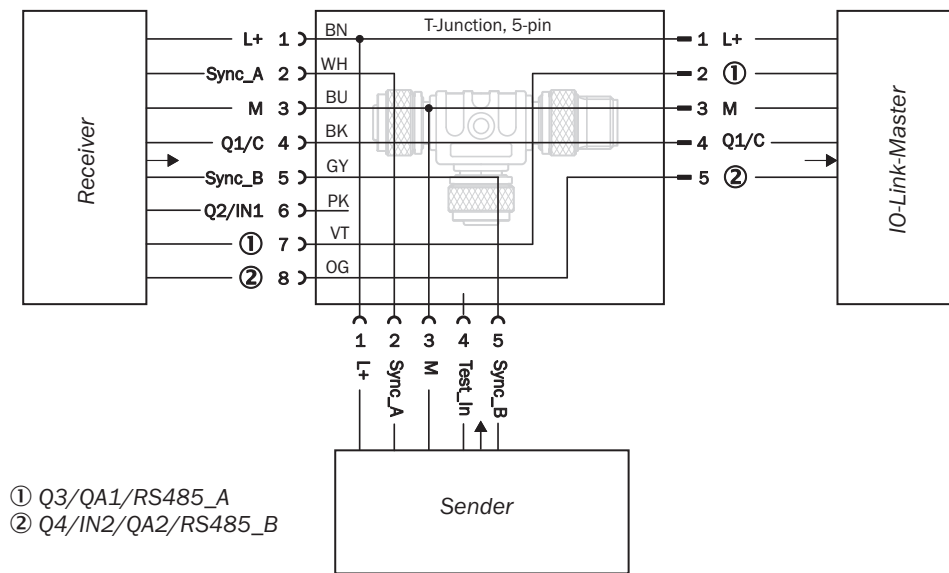 T-Junction, 5-pin
L+ 1 BN 1 L+
Sync_A 2 WH 2 ①
M 3 BU 3 M
Q1/C 4 BK 4 Q1/C
Sync_B 5 GY 5 ②
Q2/IN1 6 PK
① 7 VT
② 8 OG
Receiver
IO-Link-Master
1 2 3 4 5
L+
Sync_A
M
Test_In
Sync_B
Sender
① Q3/QA1/RS485_A
② Q4/IN2/QA2/RS485_B